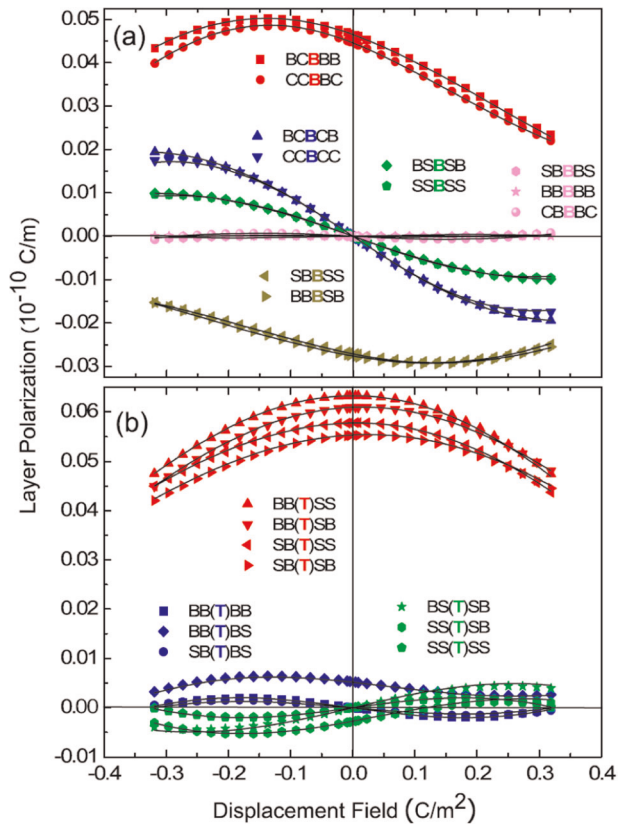 (a)
0.05
0.04
0.03
0.02
0.01
0.00
-0.01
-0.02
-0.03
BCBBB
CCBBC
BCBCB
CCBCC
BSBSB
SSBSS
SBBBS
BBBBB
CBBBC
SBBSS
BBBSB
Layer Polarization (10-10 C/m)
(b)
0.06
0.05
0.04
0.03
0.02
0.01
0.00
-0.01
BB(T)SS
BB(T)SB
SB(T)SS
SB(T)SB
BB(T)BB
BB(T)BS
SB(T)BS
BS(T)SB
SS(T)SB
SS(T)SS
-0.4 -0.3 -0.2 -0.1 0.0 0.1 0.2 0.3 0.4
Displacement Field (C/m2)